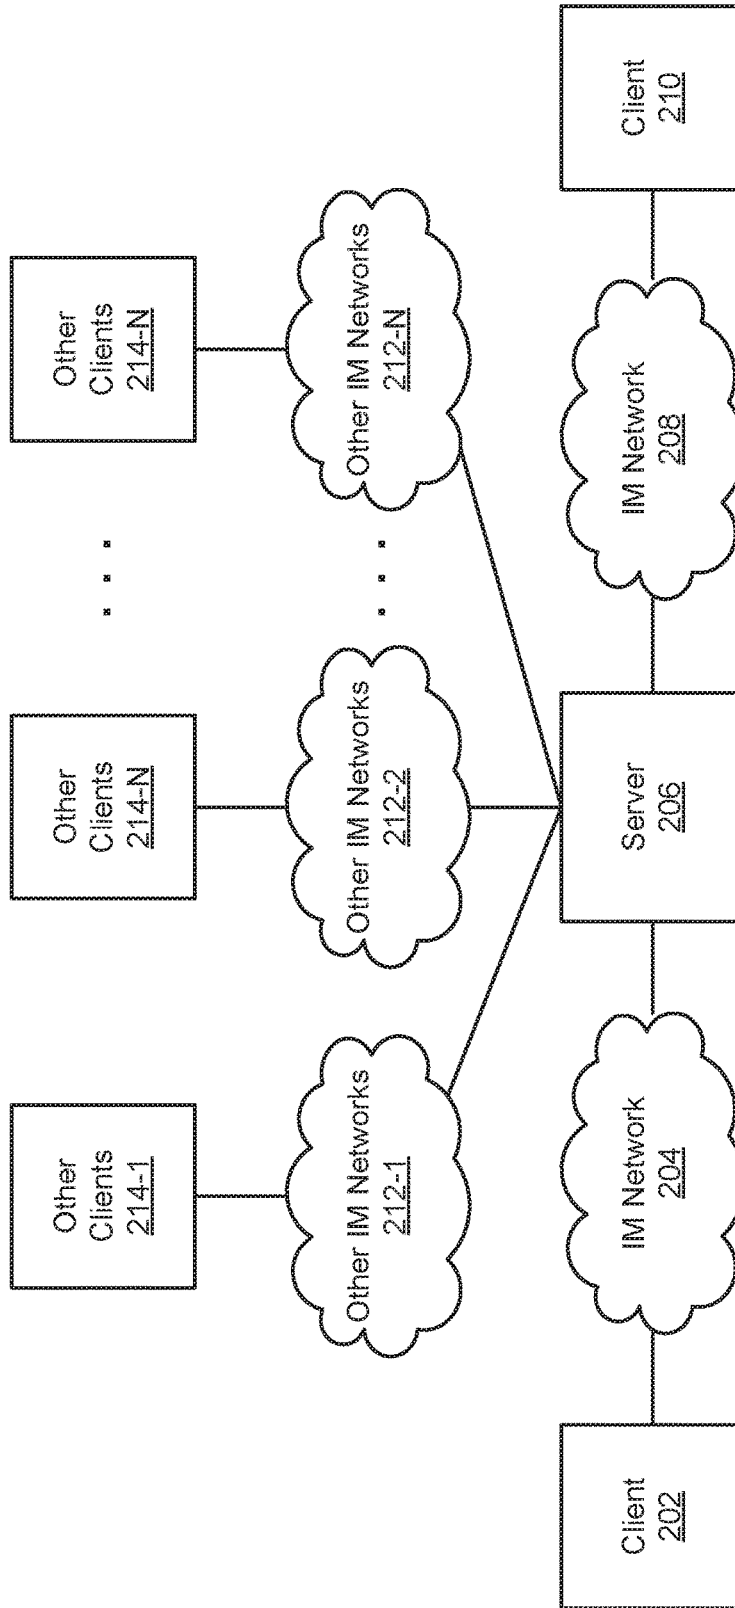 Other
Clients
214-1
Other
Clients
214-N
Other
Clients
214-N
Other IM Networks
212-1
Other IM Networks
212-2
Other IM Networks
212-N
Client
202
IM Network
204
Server
206
IM Network
208
Client
210